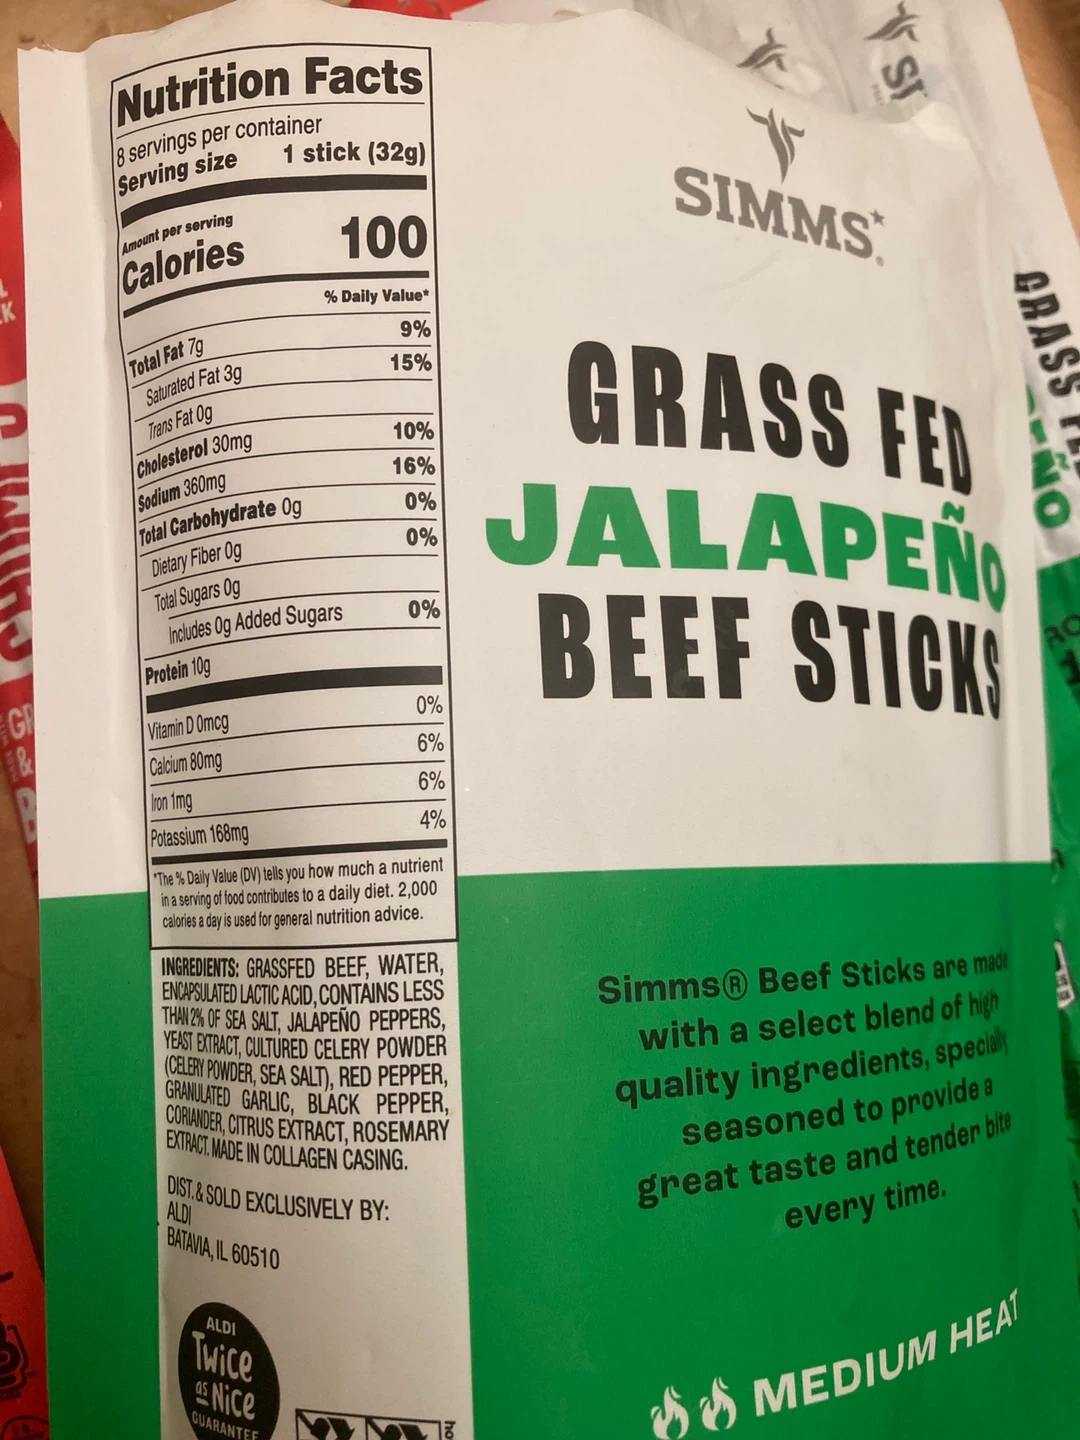 Nutrition Facts
8 servings per container
Serving size 1 stick (32g)
Amount per serving
Calories 100
% Daily Value*
Total Fat 7g 9%
Saturated Fat 3g 15%
Trans Fat 0g
Cholesterol 30mg 10%
Sodium 360mg 16%
Total Carbohydrate 0g 0%
Dietary Fiber 0g 0%
Total Sugars 0g
Includes 0g Added Sugars 0%
Protein 10g
Vitamin D 0mcg 0%
Calcium 80mg 6%
Iron 1mg 6%
Potassium 168mg 4%
*The % Daily Value (DV) tells you how much a nutrient
in a serving of food contributes to a daily diet. 2,000
calories a day is used for general nutrition advice.
INGREDIENTS: GRASSFED BEEF, WATER,
ENCAPSULATED LACTIC ACID, CONTAINS LESS
THAN 2% OF SEA SALT, JALAPEÑO PEPPERS,
YEAST EXTRACT, CULTURED CELERY POWDER
(CELERY POWDER, SEA SALT), RED PEPPER,
GRANULATED GARLIC, BLACK PEPPER,
CORIANDER, CITRUS EXTRACT, ROSEMARY
EXTRACT. MADE IN COLLAGEN CASING.
DIST. & SOLD EXCLUSIVELY BY:
ALDI
BATAVIA, IL 60510
ALDI
Twice
as Nice
GUARANTEE
SIMMS*®
GRASS FED
JALAPEÑO
BEEF STICKS
Simms® Beef Sticks are made
with a select blend of high
quality ingredients, specially
seasoned to provide a
great taste and tender bite
every time.
MEDIUM HEAT
GRASS